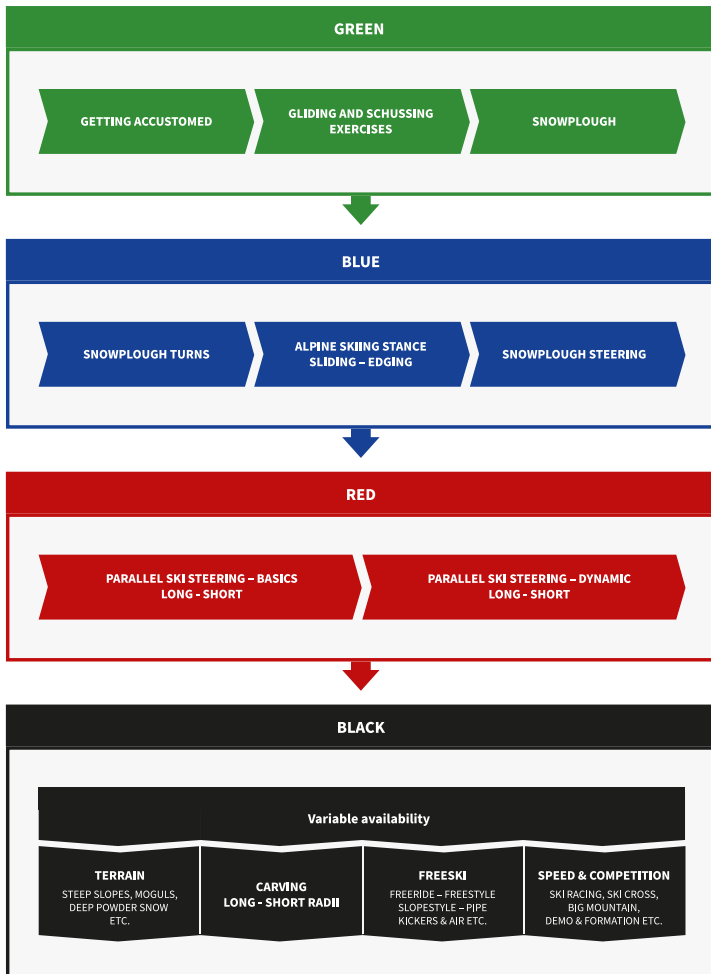 GREEN
GETTING ACCUSTOMED
GLIDING AND SCHUSSING
EXERCISES
SNOWPLOUGH
BLUE
SNOWPLOUGH TURNS
ALPINE SKIING STANCE
SLIDING – EDGING
SNOWPLOUGH STEERING
RED
PARALLEL SKI STEERING – BASICS
LONG - SHORT
PARALLEL SKI STEERING – DYNAMIC
LONG - SHORT
BLACK
Variable availability
TERRAIN
STEEP SLOPES, MOGULS,
DEEP POWDER SNOW
ETC.
CARVING
LONG - SHORT RADII
FREESKI
FREERIDE – FREESTYLE
SLOPESTYLE – PIPE
KICKERS & AIR ETC.
SPEED & COMPETITION
SKI RACING, SKI CROSS,
BIG MOUNTAIN,
DEMO & FORMATION ETC.